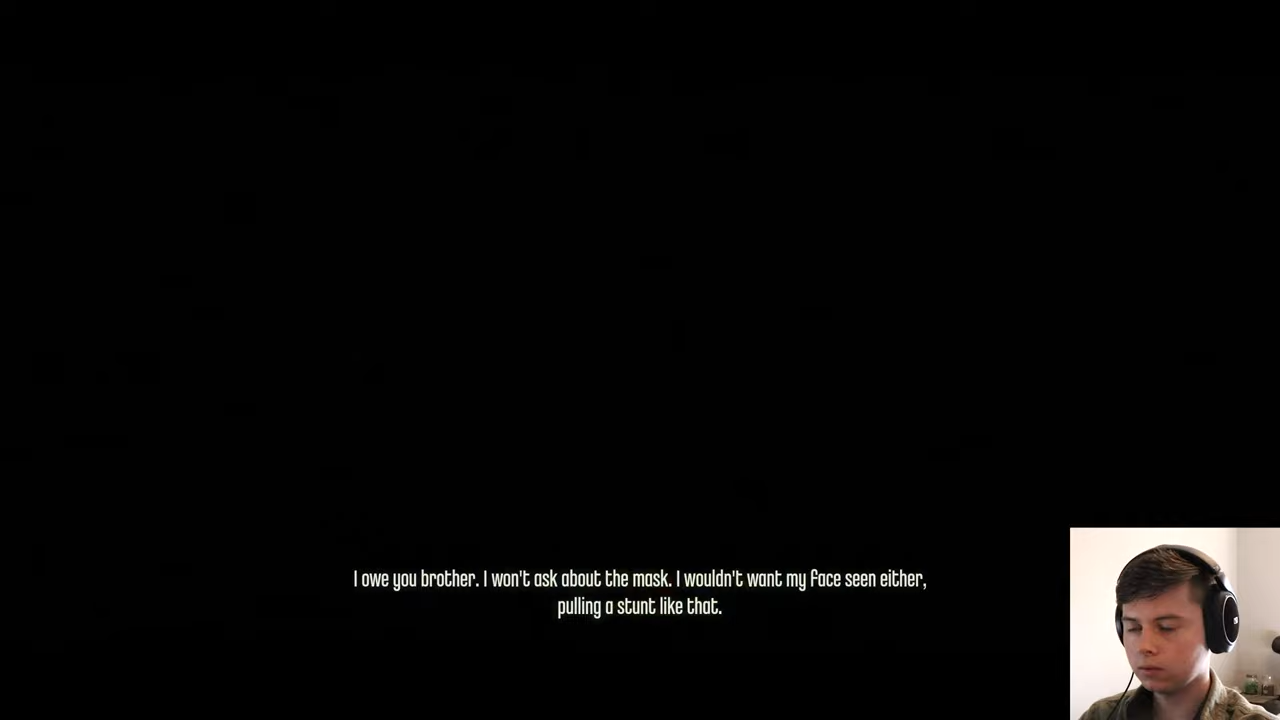 I owe you brother. I won't ask about the mask. I wouldn't want my face seen either,
pulling a stunt like that.